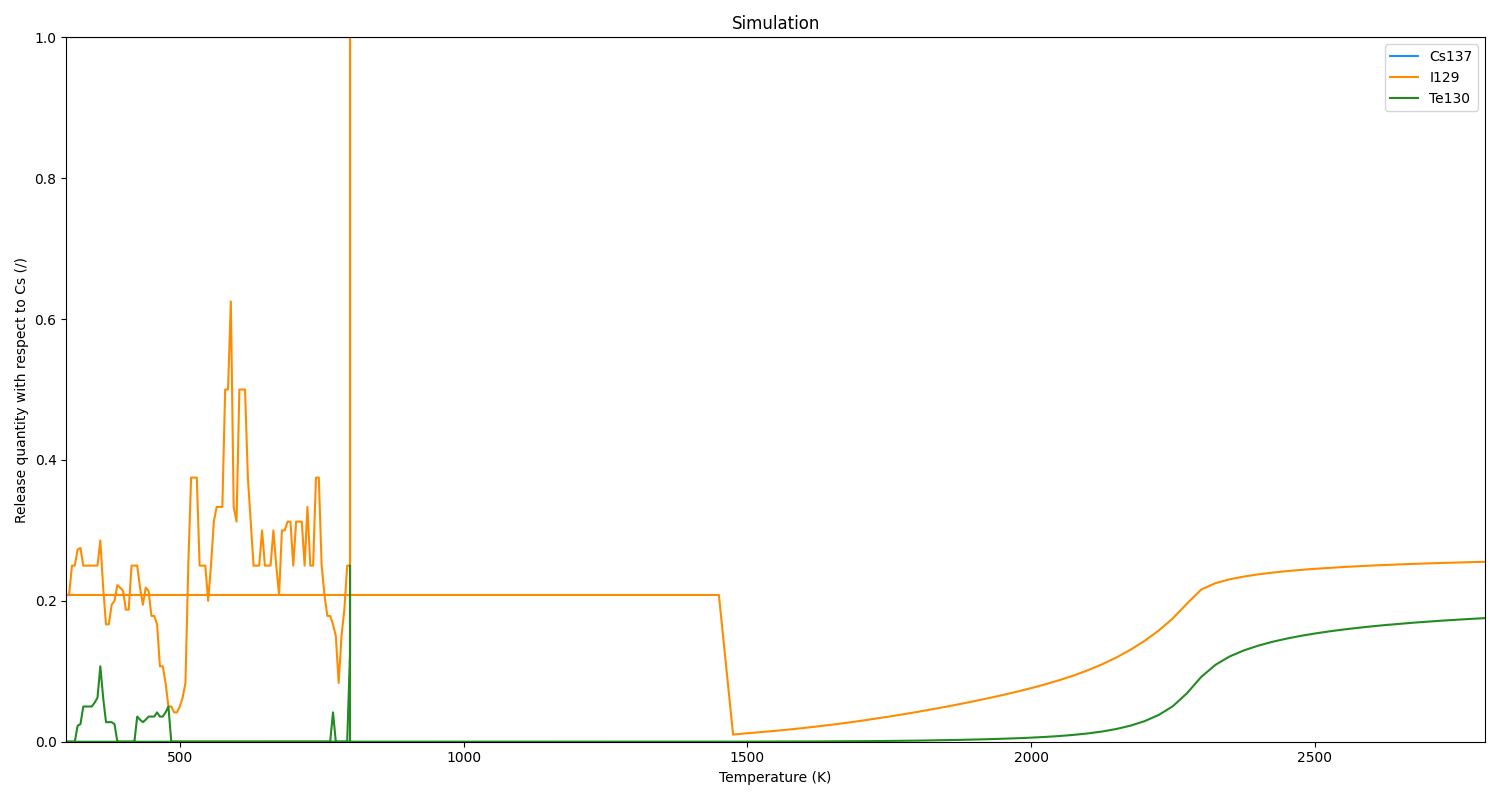 Simulation
1.0
0.8
0.6
0.4
0.2
0.0
Release quantity with respect to Cs (/)
Cs137
I129
Te130
500
1000
1500
2000
2500
Temperature (K)